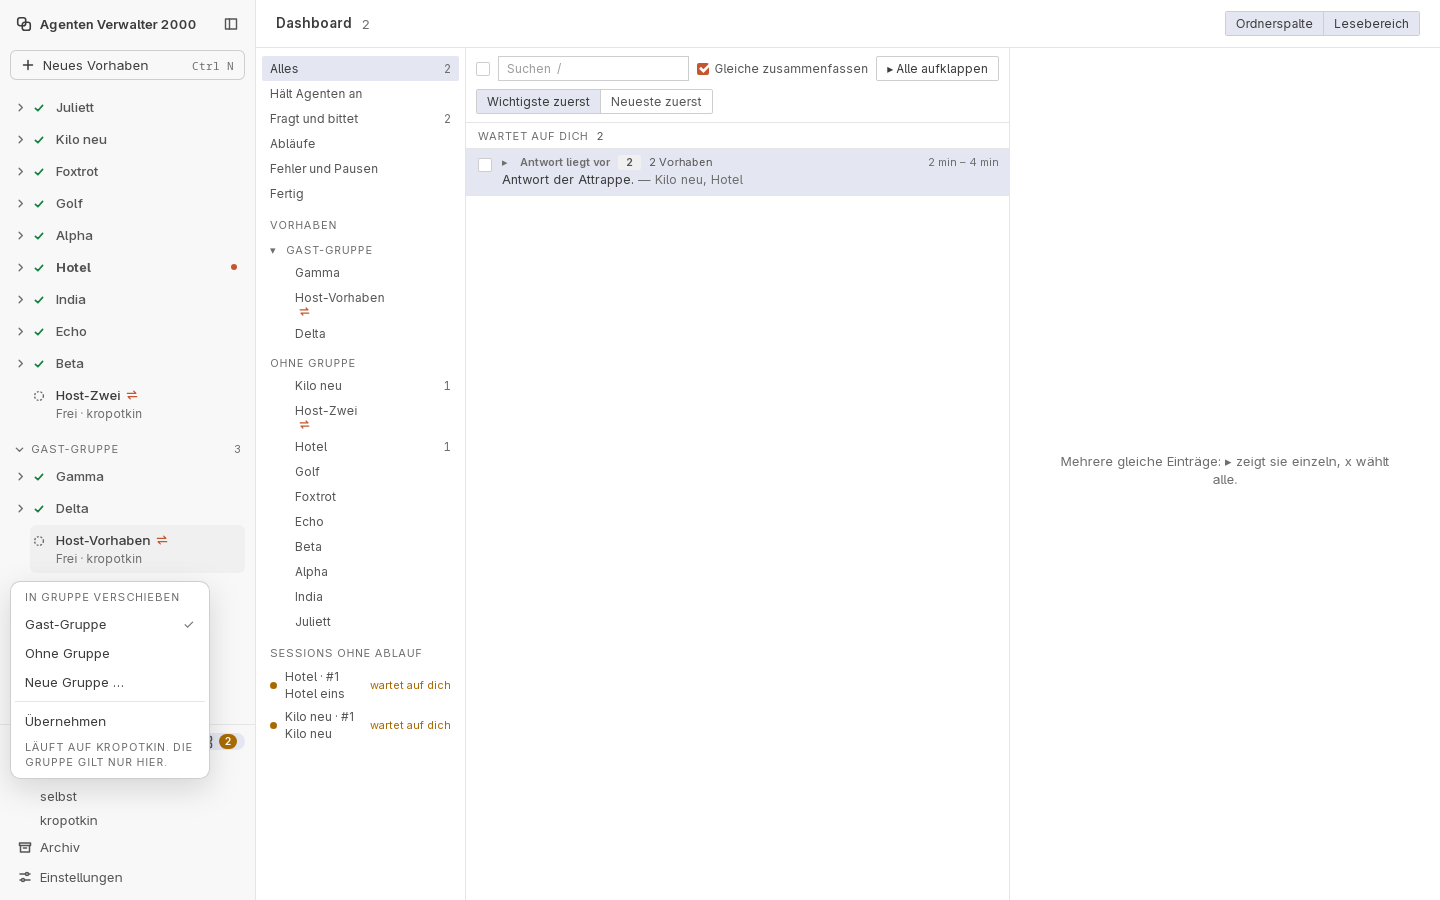 Agenten Verwalter 2000
Neues Vorhaben Ctrl N
Juliett
Kilo neu
Foxtrot
Golf
Alpha
Hotel
India
Echo
Beta
Host-Zwei ⇌
Frei · kropotkin
GAST-GRUPPE 3
Gamma
Delta
Host-Vorhaben ⇌
Frei · kropotkin
IN GRUPPE VERSCHIEBEN
Gast-Gruppe ✓
Ohne Gruppe
Neue Gruppe …
Übernehmen
LÄUFT AUF KROPOTKIN. DIE
GRUPPE GILT NUR HIER.
2
selbst
kropotkin
Archiv
Einstellungen
Dashboard 2
Ordnerspalte Lesebereich
Alles 2
Hält Agenten an
Fragt und bittet 2
Abläufe
Fehler und Pausen
Fertig
VORHABEN
▾ GAST-GRUPPE
Gamma
Host-Vorhaben
⇌
Delta
OHNE GRUPPE
Kilo neu 1
Host-Zwei
⇌
Hotel 1
Golf
Foxtrot
Echo
Beta
Alpha
India
Juliett
SESSIONS OHNE ABLAUF
Hotel · #1
Hotel eins
wartet auf dich
Kilo neu · #1
Kilo neu
wartet auf dich
Suchen /
Gleiche zusammenfassen
▸ Alle aufklappen
Wichtigste zuerst Neueste zuerst
WARTET AUF DICH 2
▸ Antwort liegt vor 2 2 Vorhaben 2 min – 4 min
Antwort der Attrappe. — Kilo neu, Hotel
Mehrere gleiche Einträge: ▸ zeigt sie einzeln, x wählt
alle.